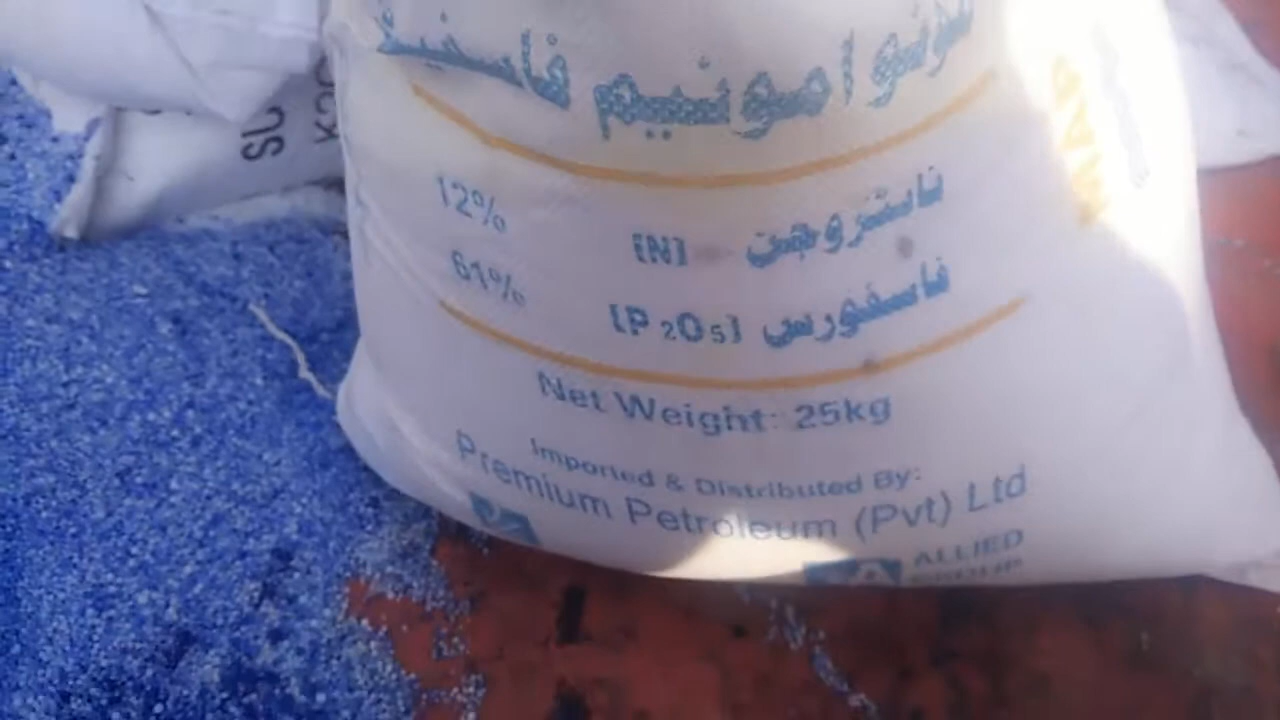 مونو امونیم فاسفیٹ
12% [N] نائٹروجن
61% [P2O5] فاسفورس
Net Weight: 25kg
Imported & Distributed By:
Premium Petroleum (Pvt) Ltd
ALLIED
GROUP